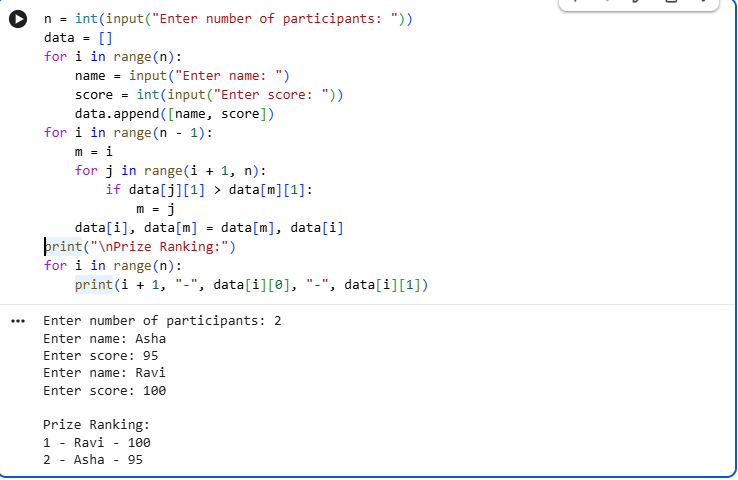 n = int(input("Enter number of participants: "))
data = []
for i in range(n):
    name = input("Enter name: ")
    score = int(input("Enter score: "))
    data.append([name, score])
for i in range(n - 1):
    m = i
    for j in range(i + 1, n):
        if data[j][1] > data[m][1]:
            m = j
    data[i], data[m] = data[m], data[i]
print("\nPrize Ranking:")
for i in range(n):
    print(i + 1, "-", data[i][0], "-", data[i][1])
Enter number of participants: 2
Enter name: Asha
Enter score: 95
Enter name: Ravi
Enter score: 100

Prize Ranking:
1 - Ravi - 100
2 - Asha - 95